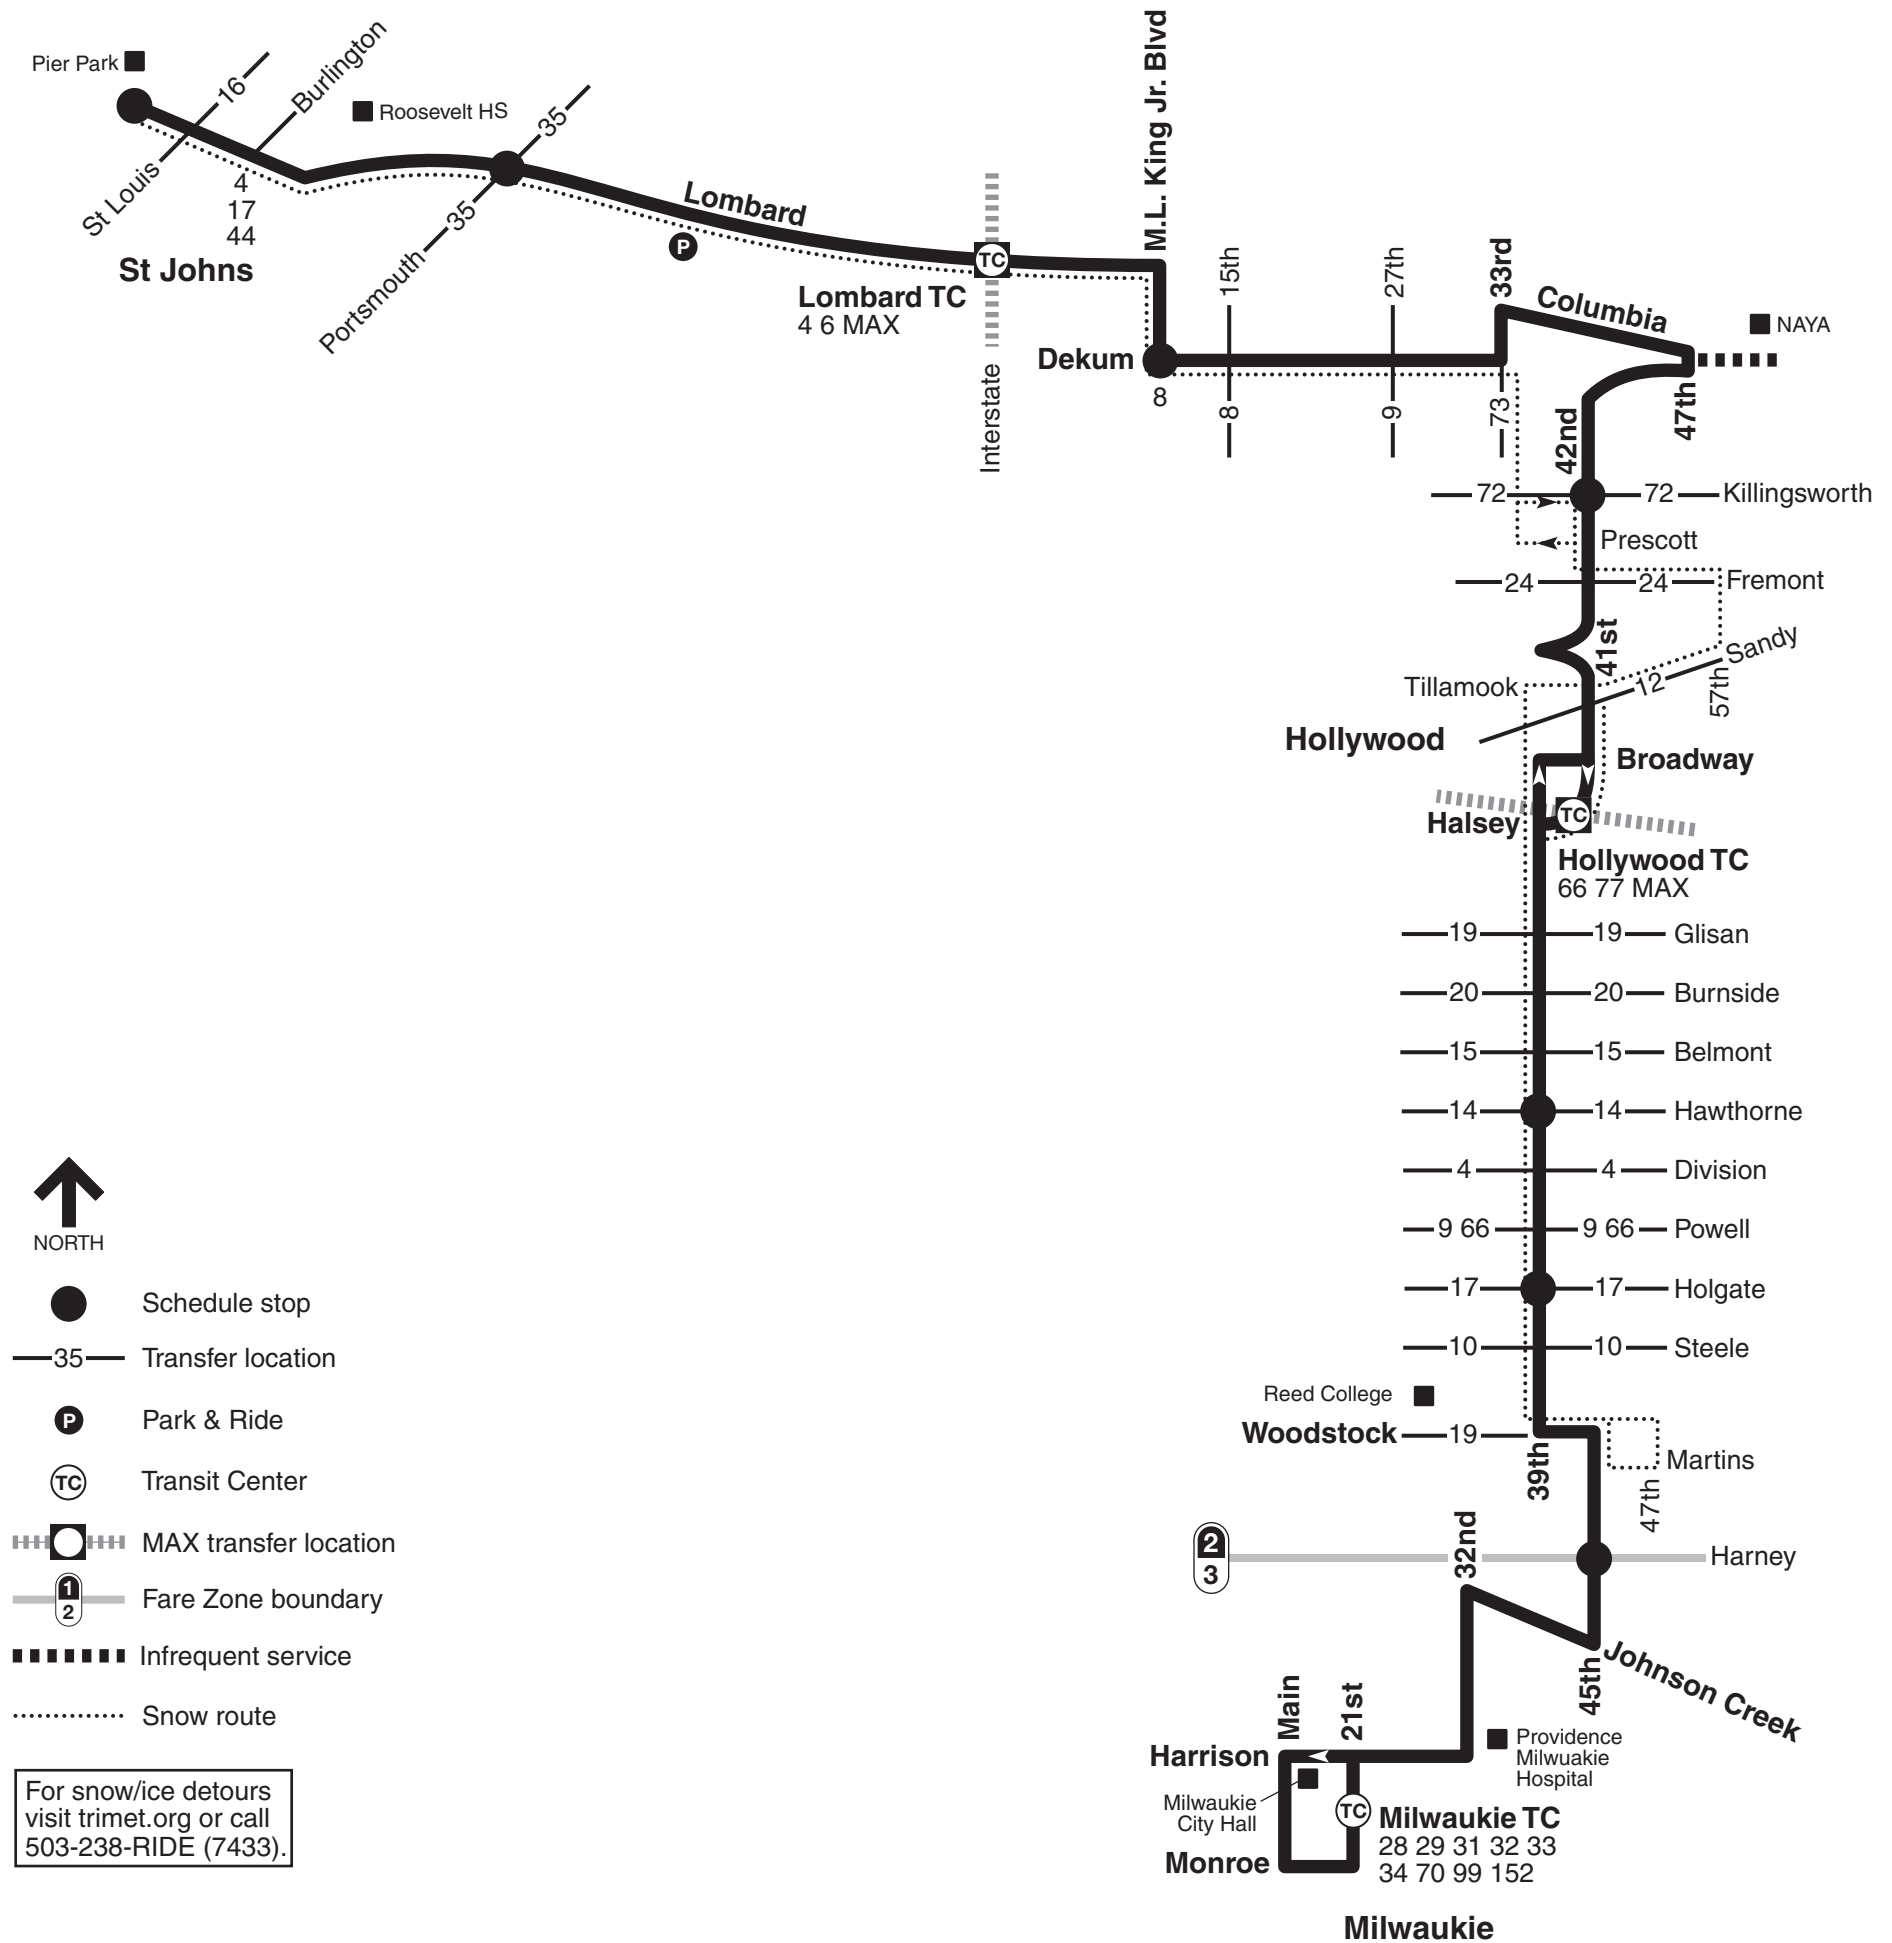 Pier Park
16
Burlington
Roosevelt HS
35
St Louis
4
17
44
St Johns
35
Portsmouth
Lombard
P
TC
Lombard TC
4 6 MAX
Interstate
M.L. King Jr. Blvd
Dekum
8
15th
8
27th
9
33rd
73
Columbia
NAYA
47th
42nd
72
72
Killingsworth
Prescott
24
24
Fremont
41st
Sandy
12
57th
Tillamook
Hollywood
Broadway
Halsey
TC
Hollywood TC
66 77 MAX
19
19
Glisan
20
20
Burnside
15
15
Belmont
14
14
Hawthorne
4
4
Division
9 66
9 66
Powell
17
17
Holgate
10
10
Steele
Reed College
Woodstock
19
39th
Martins
47th
2
3
32nd
Harney
Johnson Creek
45th
Main
21st
Harrison
Providence
Milwuakie
Hospital
Milwaukie
City Hall
TC
Milwaukie TC
28 29 31 32 33
34 70 99 152
Monroe
Milwaukie
NORTH
Schedule stop
35
Transfer location
P
Park & Ride
TC
Transit Center
MAX transfer location
1
2
Fare Zone boundary
Infrequent service
Snow route
For snow/ice detours
visit trimet.org or call
503-238-RIDE (7433).